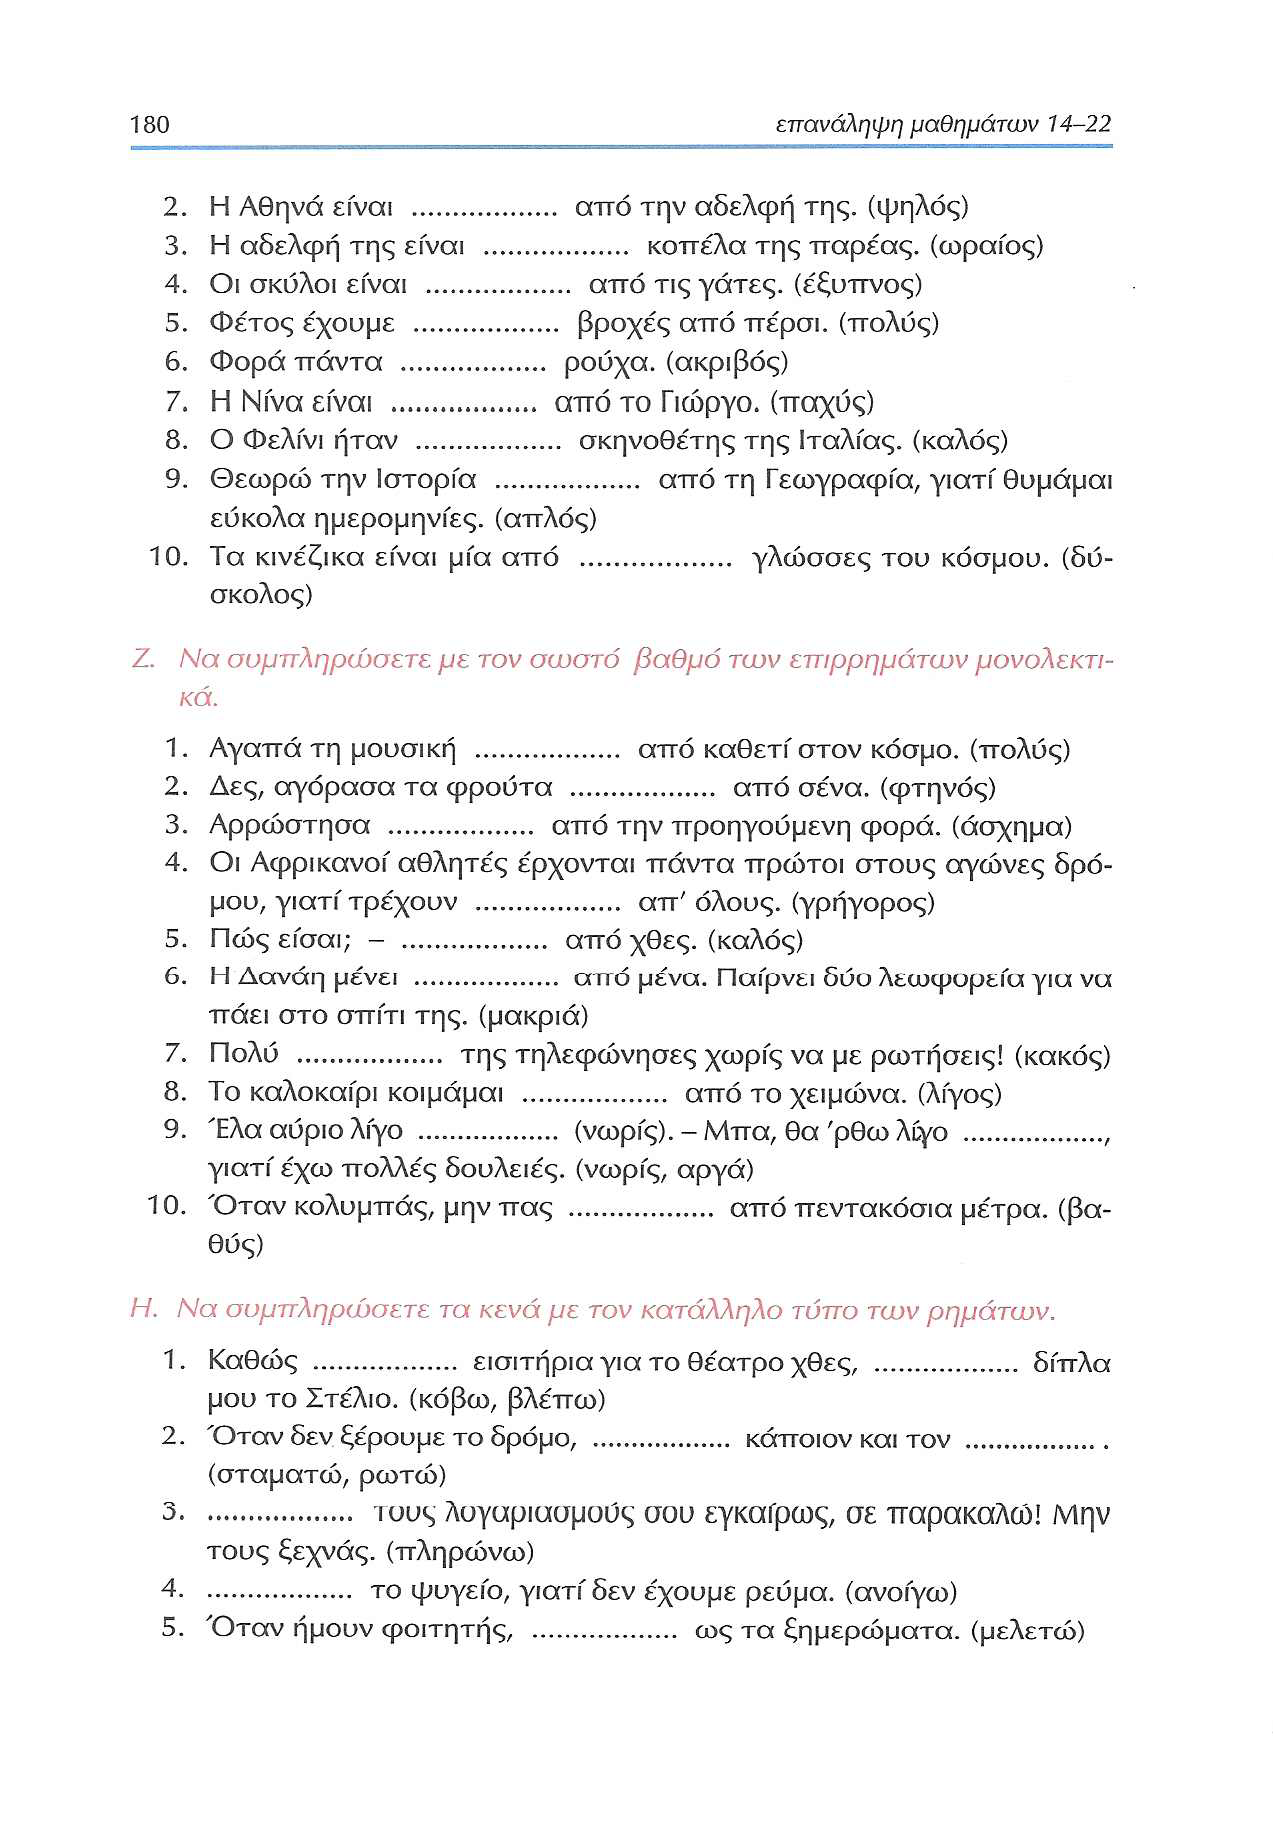 180 επανάληψη μαθημάτων 14–22
2. Η Αθηνά είναι .................. από την αδελφή της. (ψηλός)
3. Η αδελφή της είναι .................. κοπέλα της παρέας. (ωραίος)
4. Οι σκύλοι είναι .................. από τις γάτες. (έξυπνος)
5. Φέτος έχουμε .................. βροχές από πέρσι. (πολύς)
6. Φορά πάντα .................. ρούχα. (ακριβός)
7. Η Νίνα είναι .................. από το Γιώργο. (παχύς)
8. Ο Φελίνι ήταν .................. σκηνοθέτης της Ιταλίας. (καλός)
9. Θεωρώ την Ιστορία .................. από τη Γεωγραφία, γιατί θυμάμαι
εύκολα ημερομηνίες. (απλός)
10. Τα κινέζικα είναι μία από .................. γλώσσες του κόσμου. (δύ-
σκολος)
Ζ. Να συμπληρώσετε με τον σωστό βαθμό των επιρρημάτων μονολεκτι-
κά.
1. Αγαπά τη μουσική .................. από καθετί στον κόσμο. (πολύς)
2. Δες, αγόρασα τα φρούτα .................. από σένα. (φτηνός)
3. Αρρώστησα .................. από την προηγούμενη φορά. (άσχημα)
4. Οι Αφρικανοί αθλητές έρχονται πάντα πρώτοι στους αγώνες δρό-
μου, γιατί τρέχουν .................. απ' όλους. (γρήγορος)
5. Πώς είσαι; – .................. από χθες. (καλός)
6. Η Δανάη μένει .................. από μένα. Παίρνει δύο λεωφορεία για να
πάει στο σπίτι της. (μακριά)
7. Πολύ .................. της τηλεφώνησες χωρίς να με ρωτήσεις! (κακός)
8. Το καλοκαίρι κοιμάμαι .................. από το χειμώνα. (λίγος)
9. Έλα αύριο λίγο .................. (νωρίς). – Μπα, θα 'ρθω λίγο ..................,
γιατί έχω πολλές δουλειές. (νωρίς, αργά)
10. Όταν κολυμπάς, μην πας .................. από πεντακόσια μέτρα. (βα-
θύς)
Η. Να συμπληρώσετε τα κενά με τον κατάλληλο τύπο των ρημάτων.
1. Καθώς .................. εισιτήρια για το θέατρο χθες, .................. δίπλα
μου το Στέλιο. (κόβω, βλέπω)
2. Όταν δεν ξέρουμε το δρόμο, .................. κάποιον και τον .................. .
(σταματώ, ρωτώ)
3. .................. τους λογαριασμούς σου εγκαίρως, σε παρακαλώ! Μην
τους ξεχνάς. (πληρώνω)
4. .................. το ψυγείο, γιατί δεν έχουμε ρεύμα. (ανοίγω)
5. Όταν ήμουν φοιτητής, .................. ως τα ξημερώματα. (μελετώ)